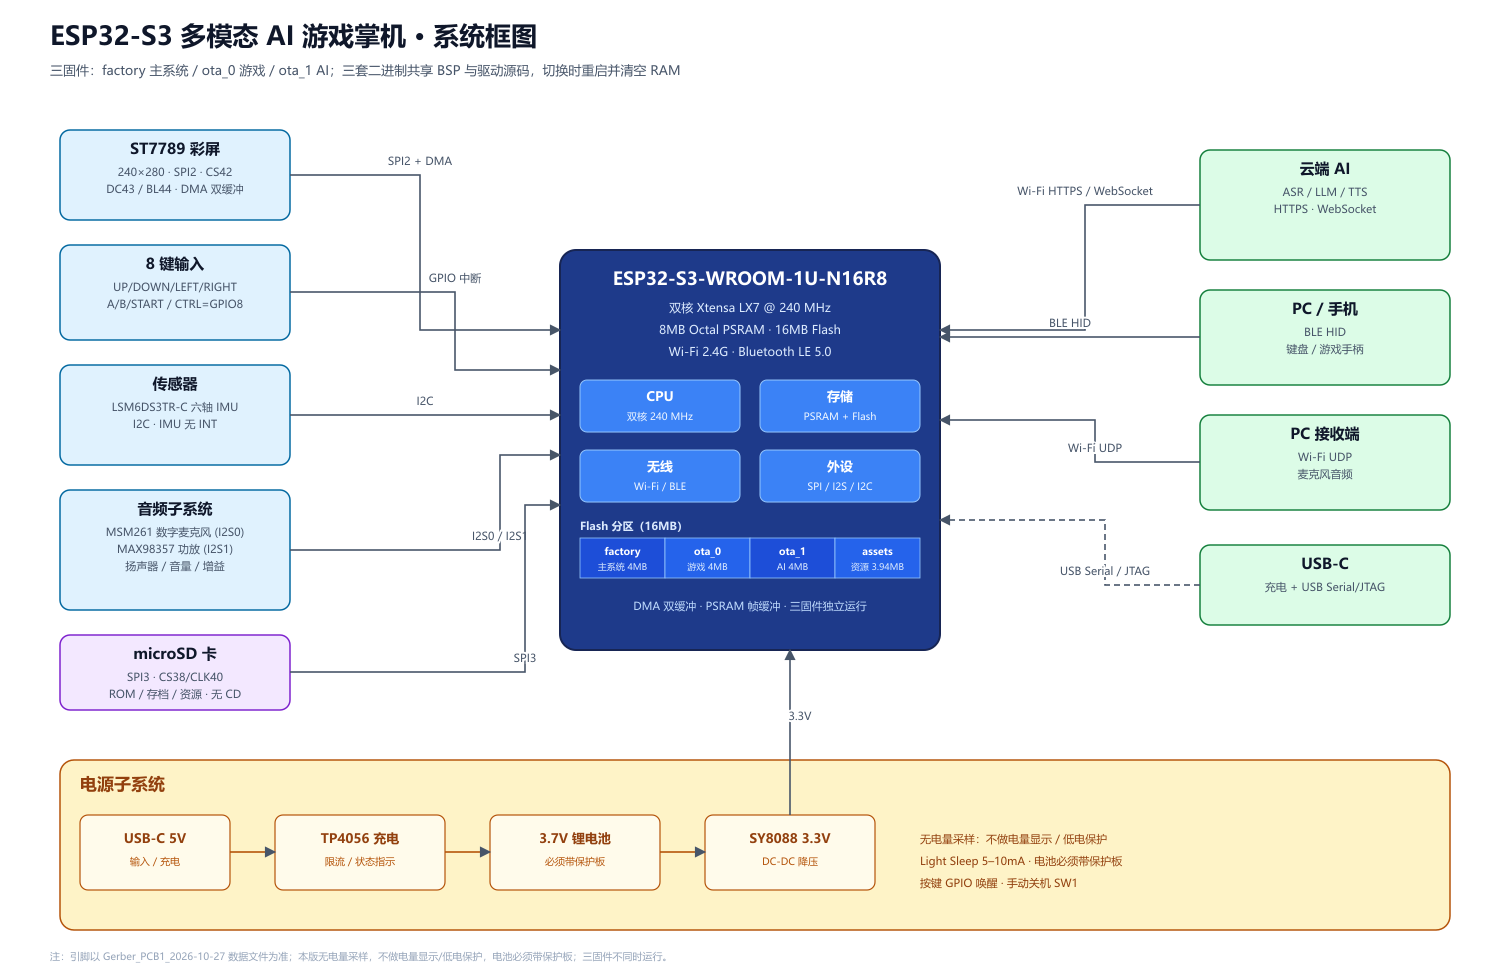 ESP32-S3 多模态 AI 游戏掌机 • 系统框图
三固件：factory 主系统 / ota_0 游戏 / ota_1 AI；三套二进制共享 BSP 与驱动源码，切换时重启并清空 RAM
ST7789 彩屏
240×280 · SPI2 · CS42
DC43 / BL44 · DMA 双缓冲
SPI2 + DMA
8 键输入
UP/DOWN/LEFT/RIGHT
A/B/START / CTRL=GPIO8
GPIO 中断
传感器
LSM6DS3TR-C 六轴 IMU
I2C · IMU 无 INT
I2C
音频子系统
MSM261 数字麦克风 (I2S0)
MAX98357 功放 (I2S1)
扬声器 / 音量 / 增益
I2S0 / I2S1
microSD 卡
SPI3 · CS38/CLK40
ROM / 存档 / 资源 · 无 CD
SPI3
ESP32-S3-WROOM-1U-N16R8
双核 Xtensa LX7 @ 240 MHz
8MB Octal PSRAM · 16MB Flash
Wi-Fi 2.4G · Bluetooth LE 5.0
CPU
双核 240 MHz
存储
PSRAM + Flash
无线
Wi-Fi / BLE
外设
SPI / I2S / I2C
Flash 分区（16MB）
factory
主系统 4MB
ota_0
游戏 4MB
ota_1
AI 4MB
assets
资源 3.94MB
DMA 双缓冲 · PSRAM 帧缓冲 · 三固件独立运行
Wi-Fi HTTPS / WebSocket
云端 AI
ASR / LLM / TTS
HTTPS · WebSocket
BLE HID
PC / 手机
BLE HID
键盘 / 游戏手柄
Wi-Fi UDP
PC 接收端
Wi-Fi UDP
麦克风音频
USB Serial / JTAG
USB-C
充电 + USB Serial/JTAG
3.3V
电源子系统
USB-C 5V
输入 / 充电
TP4056 充电
限流 / 状态指示
3.7V 锂电池
必须带保护板
SY8088 3.3V
DC-DC 降压
无电量采样：不做电量显示 / 低电保护
Light Sleep 5–10mA · 电池必须带保护板
按键 GPIO 唤醒 · 手动关机 SW1
注：引脚以 Gerber_PCB1_2026-10-27 数据文件为准；本版无电量采样，不做电量显示/低电保护，电池必须带保护板；三固件不同时运行。